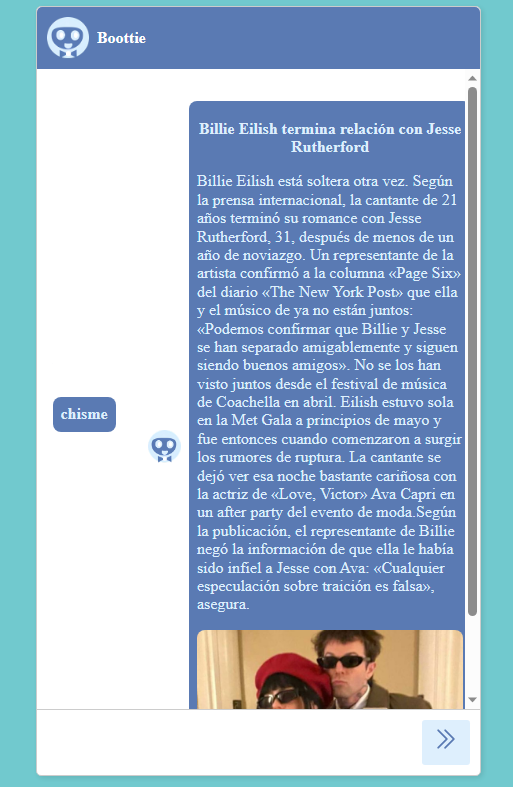 Boottie
Billie Eilish termina relación con Jesse
Rutherford
Billie Eilish está soltera otra vez. Según
la prensa internacional, la cantante de 21
años terminó su romance con Jesse
Rutherford, 31, después de menos de un
año de noviazgo. Un representante de la
artista confirmó a la columna «Page Six»
del diario «The New York Post» que ella
y el músico de ya no están juntos:
«Podemos confirmar que Billie y Jesse
se han separado amigablemente y siguen
siendo buenos amigos». No se los han
visto juntos desde el festival de música
de Coachella en abril. Eilish estuvo sola
en la Met Gala a principios de mayo y
fue entonces cuando comenzaron a surgir
los rumores de ruptura. La cantante se
dejó ver esa noche bastante cariñosa con
la actriz de «Love, Victor» Ava Capri en
un after party del evento de moda.Según
la publicación, el representante de Billie
negó la información de que ella le había
sido infiel a Jesse con Ava: «Cualquier
especulación sobre traición es falsa»,
asegura.
chisme